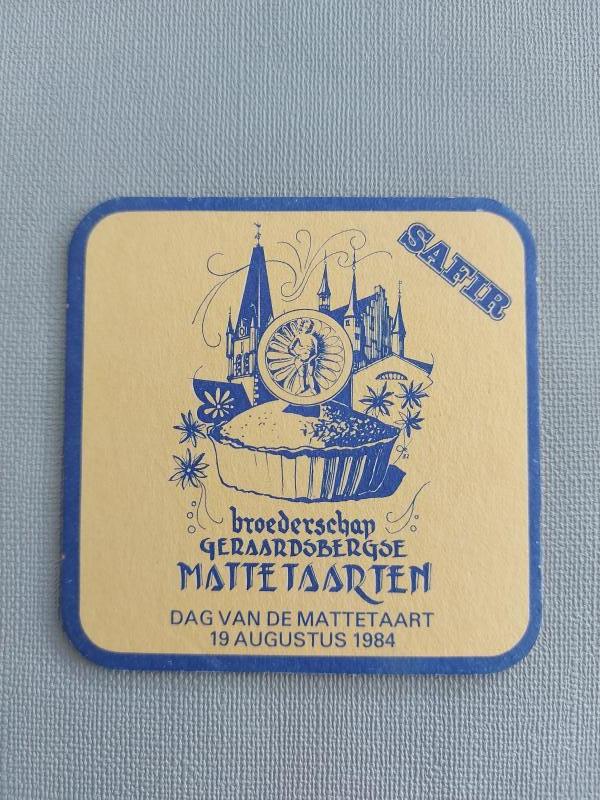 SAFIR
broederschap
GERAARDSBERGSE
MATTETAARTEN
DAG VAN DE MATTETAART
19 AUGUSTUS 1984